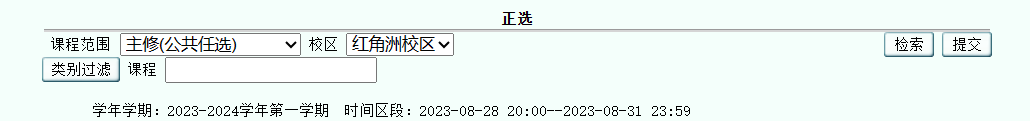 正选
课程范围 主修(公共任选) 校区 红角洲校区 检索 提交
类别过滤 课程
学年学期：2023-2024学年第一学期 时间区段：2023-08-28 20:00--2023-08-31 23:59